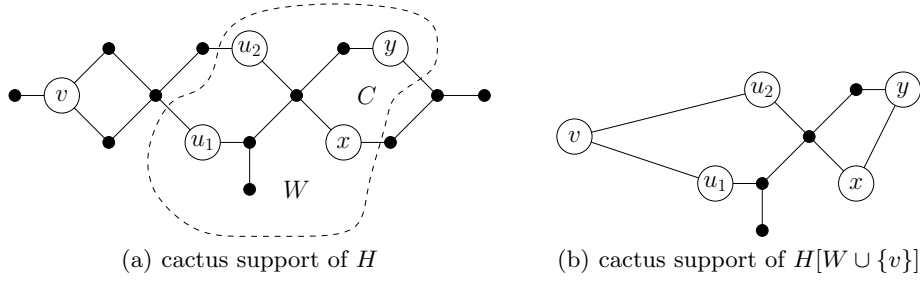 v
u₂
y
C
u₁
x
W
(a) cactus support of H
v
u₂
y
u₁
x
(b) cactus support of H[W ∪ {v}]